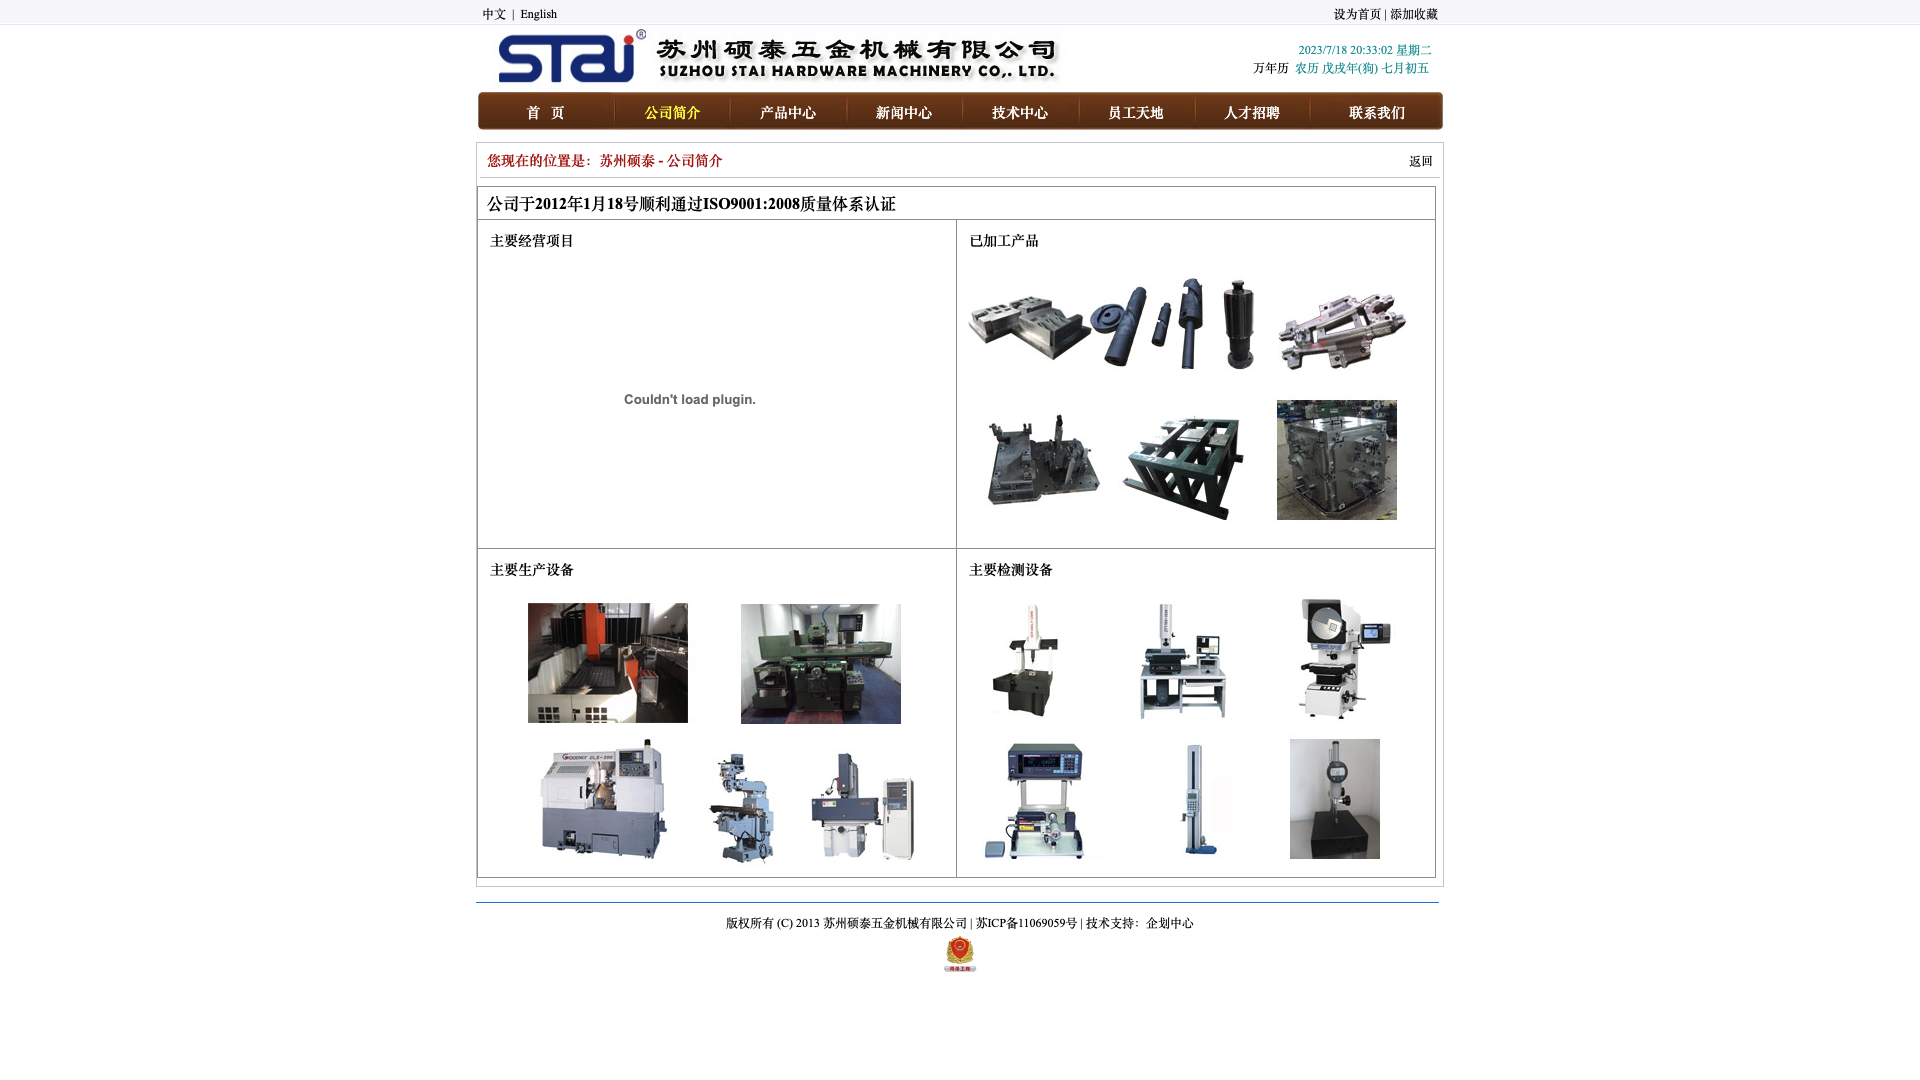 中文 | English
设为首页 | 添加收藏
STAI® 苏州硕泰五金机械有限公司
SUZHOU STAI HARDWARE MACHINERY CO,. LTD.
2023/7/18 20:33:02 星期二
万年历 农历 戊戌年(狗) 七月初五
首 页 公司简介 产品中心 新闻中心 技术中心 员工天地 人才招聘 联系我们
您现在的位置是：苏州硕泰 - 公司简介
返回
公司于2012年1月18号顺利通过ISO9001:2008质量体系认证
主要经营项目
已加工产品
Couldn't load plugin.
主要生产设备
主要检测设备
版权所有 (C) 2013 苏州硕泰五金机械有限公司 | 苏ICP备11069059号 | 技术支持：企划中心